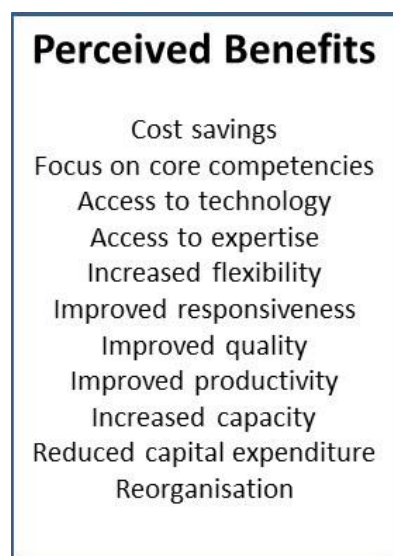 Perceived Benefits
Cost savings
Focus on core competencies
Access to technology
Access to expertise
Increased flexibility
Improved responsiveness
Improved quality
Improved productivity
Increased capacity
Reduced capital expenditure
Reorganisation